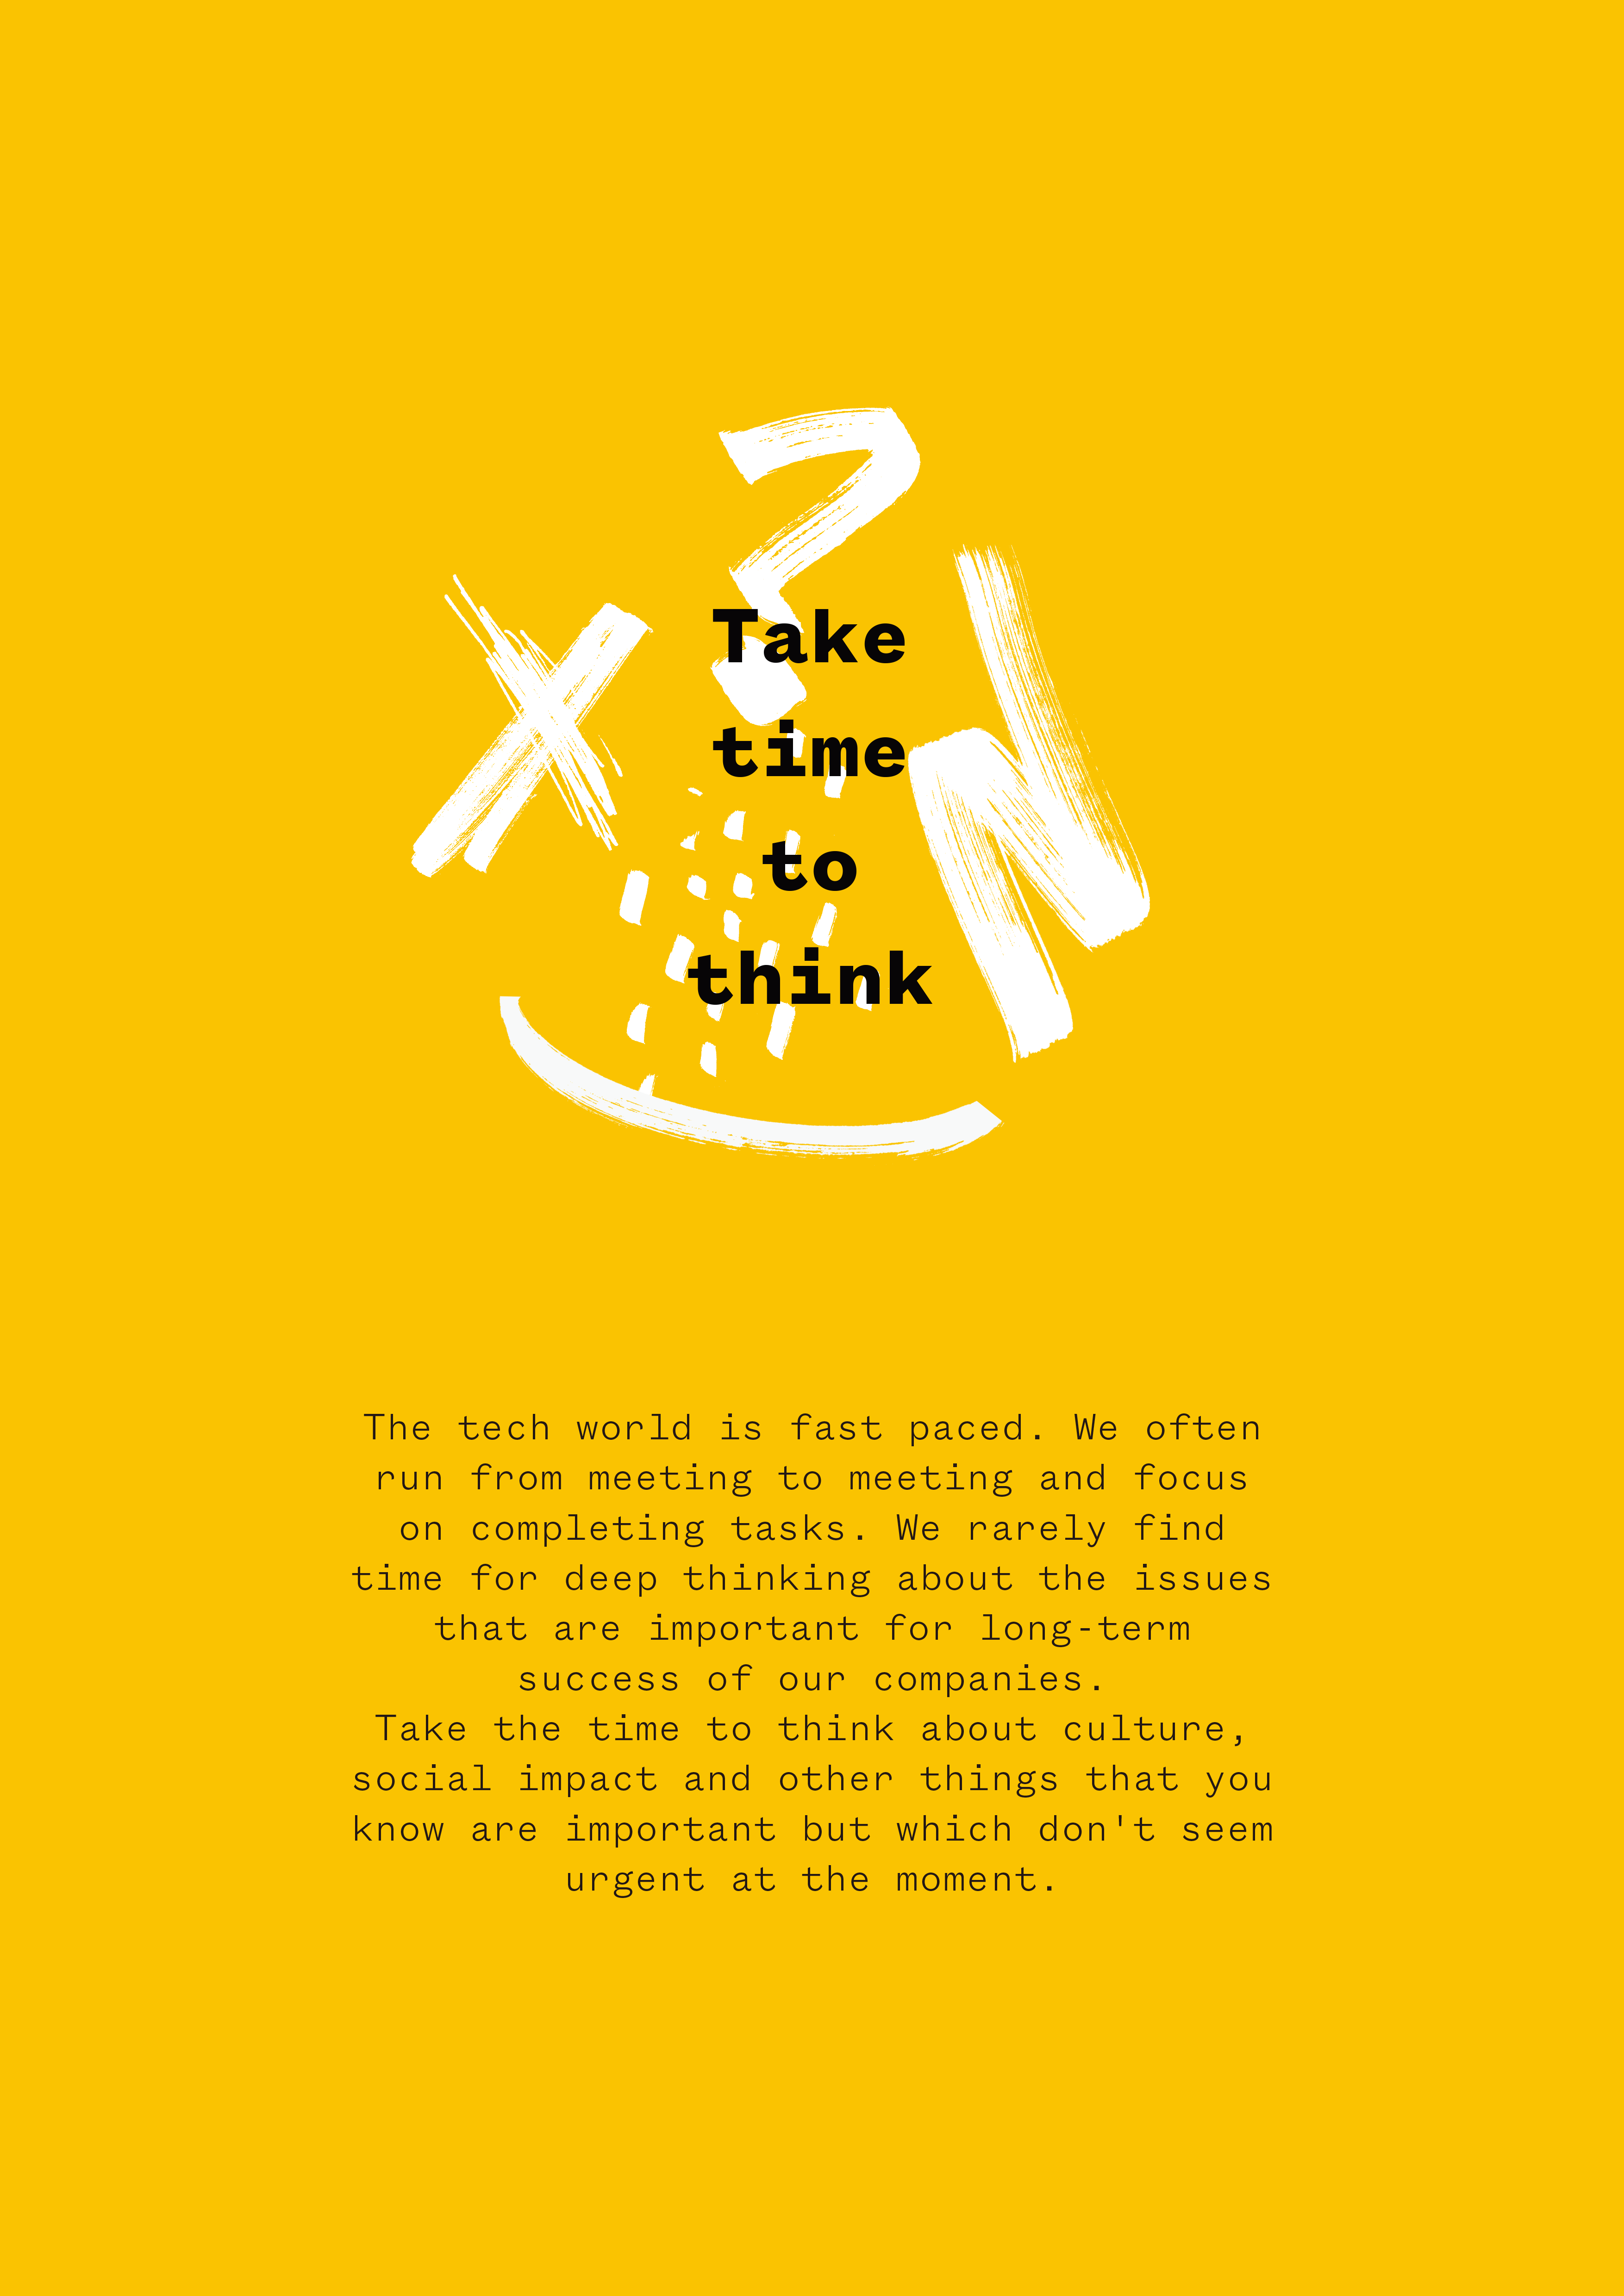 Take
time
to
think
The tech world is fast paced. We often
run from meeting to meeting and focus
on completing tasks. We rarely find
time for deep thinking about the issues
that are important for long-term
success of our companies.
Take the time to think about culture,
social impact and other things that you
know are important but which don't seem
urgent at the moment.